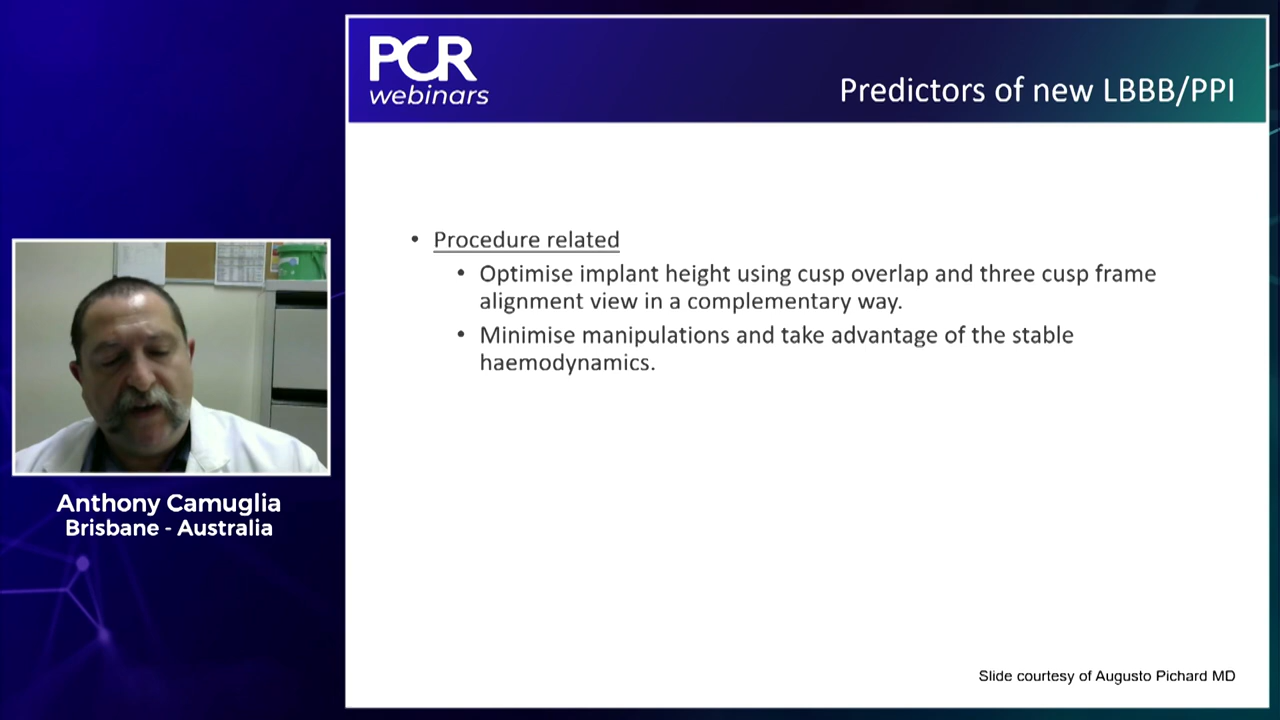 PCR
webinars
Predictors of new LBBB/PPI
• Procedure related
• Optimise implant height using cusp overlap and three cusp frame
alignment view in a complementary way.
• Minimise manipulations and take advantage of the stable
haemodynamics.
Anthony Camuglia
Brisbane - Australia
Slide courtesy of Augusto Pichard MD